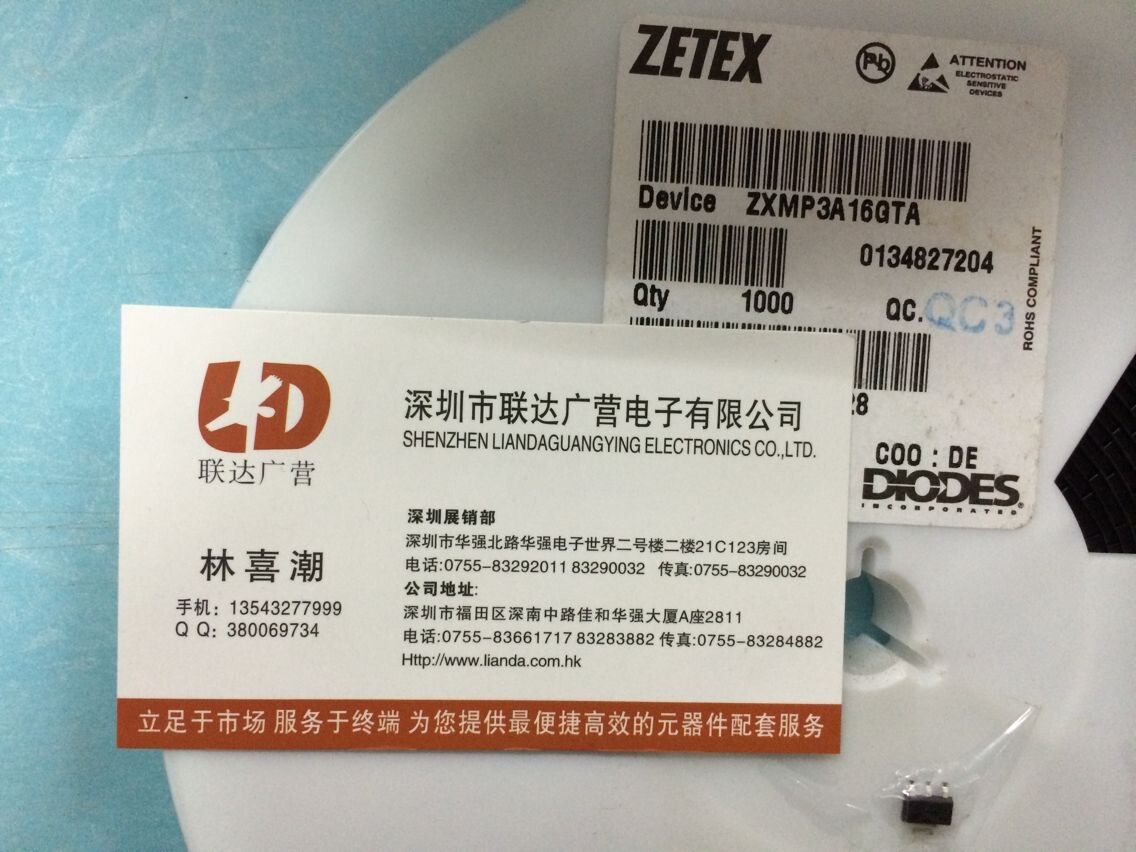 ZETEX
Pb
ATTENTION
ELECTROSTATIC
SENSITIVE
DEVICES
Device ZXMP3A16GTA
0134827204
Qty 1000
QC. QC3
ROHS COMPLIANT
28
COO : DE
DIODES
INCORPORATED
LD
联达广营
深圳市联达广营电子有限公司
SHENZHEN LIANDAGUANGYING ELECTRONICS CO.,LTD.
林喜潮
手机: 13543277999
Q Q: 380069734
深圳展销部
深圳市华强北路华强电子世界二号楼二楼21C123房间
电话:0755-83292011 83290032 传真:0755-83290032
公司地址:
深圳市福田区深南中路佳和华强大厦A座2811
电话:0755-83661717 83283882 传真:0755-83284882
Http://www.lianda.com.hk
立足于市场 服务于终端 为您提供最便捷高效的元器件配套服务